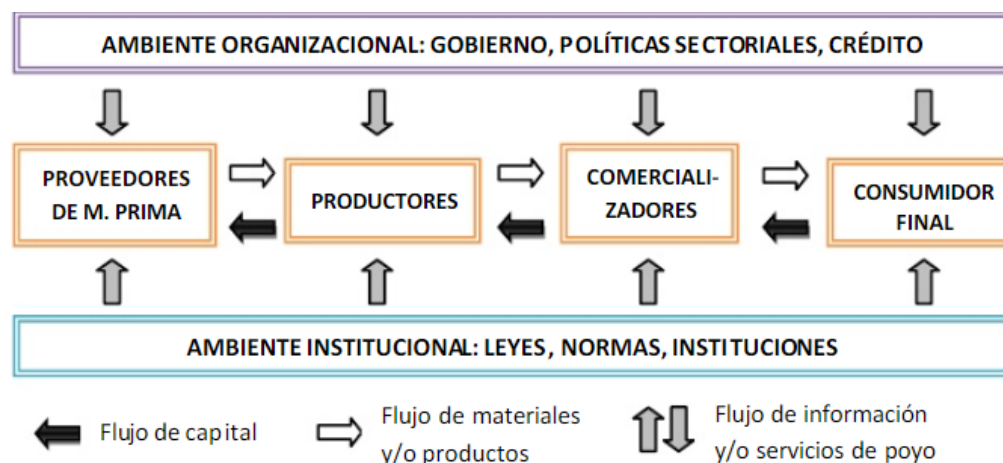 AMBIENTE ORGANIZACIONAL: GOBIERNO, POLÍTICAS SECTORIALES, CRÉDITO
PROVEEDORES
DE M. PRIMA
PRODUCTORES
COMERCIALI-
ZADORES
CONSUMIDOR
FINAL
AMBIENTE INSTITUCIONAL: LEYES, NORMAS, INSTITUCIONES
Flujo de capital
Flujo de materiales
y/o productos
Flujo de información
y/o servicios de poyo